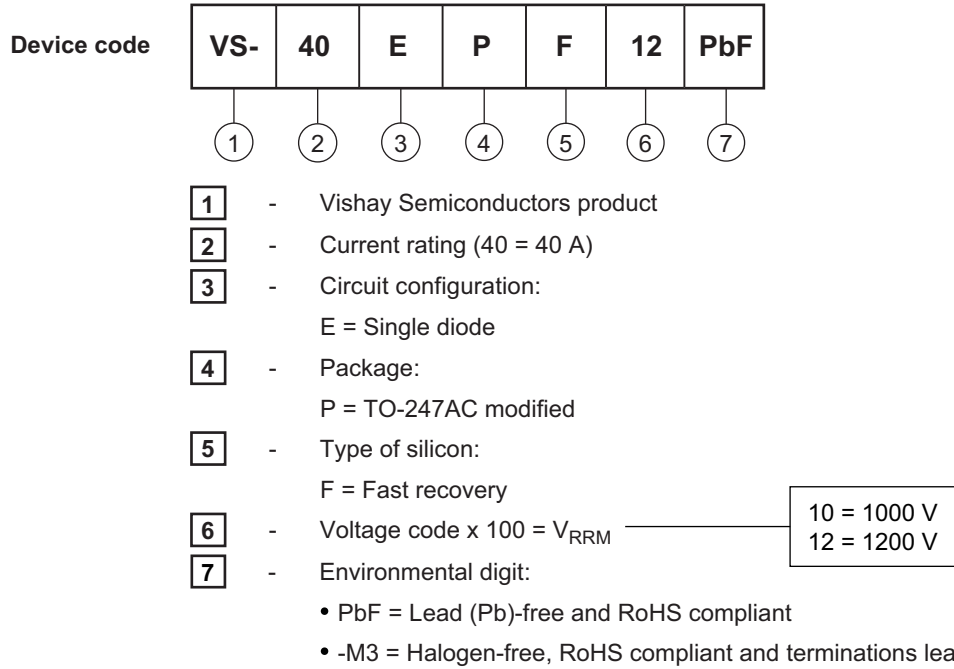 Device code VS- 40 E P F 12 PbF
1 2 3 4 5 6 7
1 - Vishay Semiconductors product
2 - Current rating (40 = 40 A)
3 - Circuit configuration:
E = Single diode
4 - Package:
P = TO-247AC modified
5 - Type of silicon:
F = Fast recovery
6 - Voltage code x 100 = VRRM
10 = 1000 V
12 = 1200 V
7 - Environmental digit:
• PbF = Lead (Pb)-free and RoHS compliant
• -M3 = Halogen-free, RoHS compliant and terminations